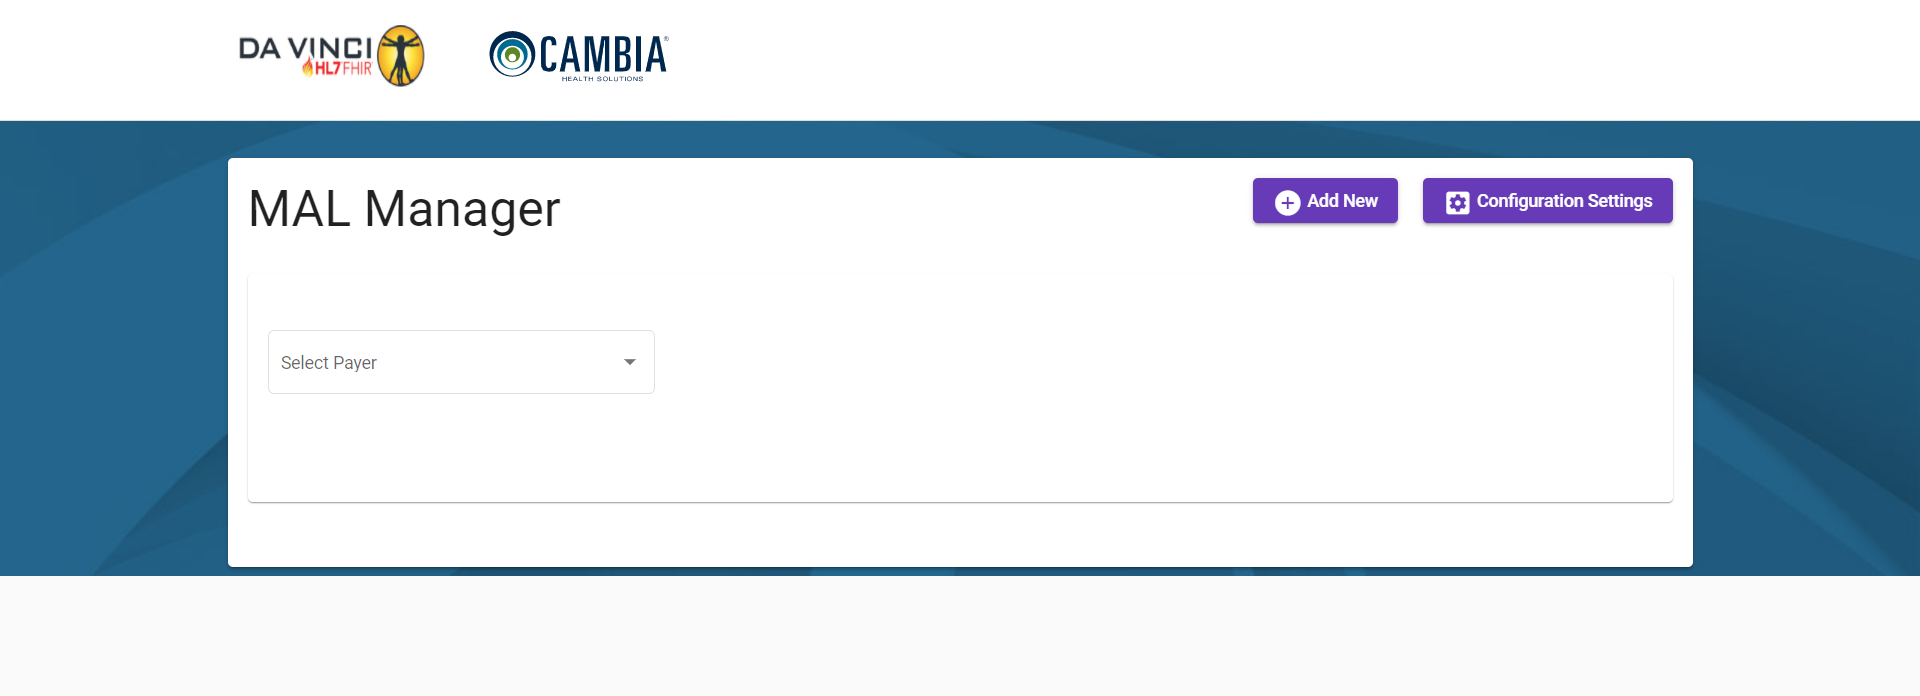 DA VINCI
HL7 FHIR
CAMBIA®
HEALTH SOLUTIONS
MAL Manager
Add New
Configuration Settings
Select Payer